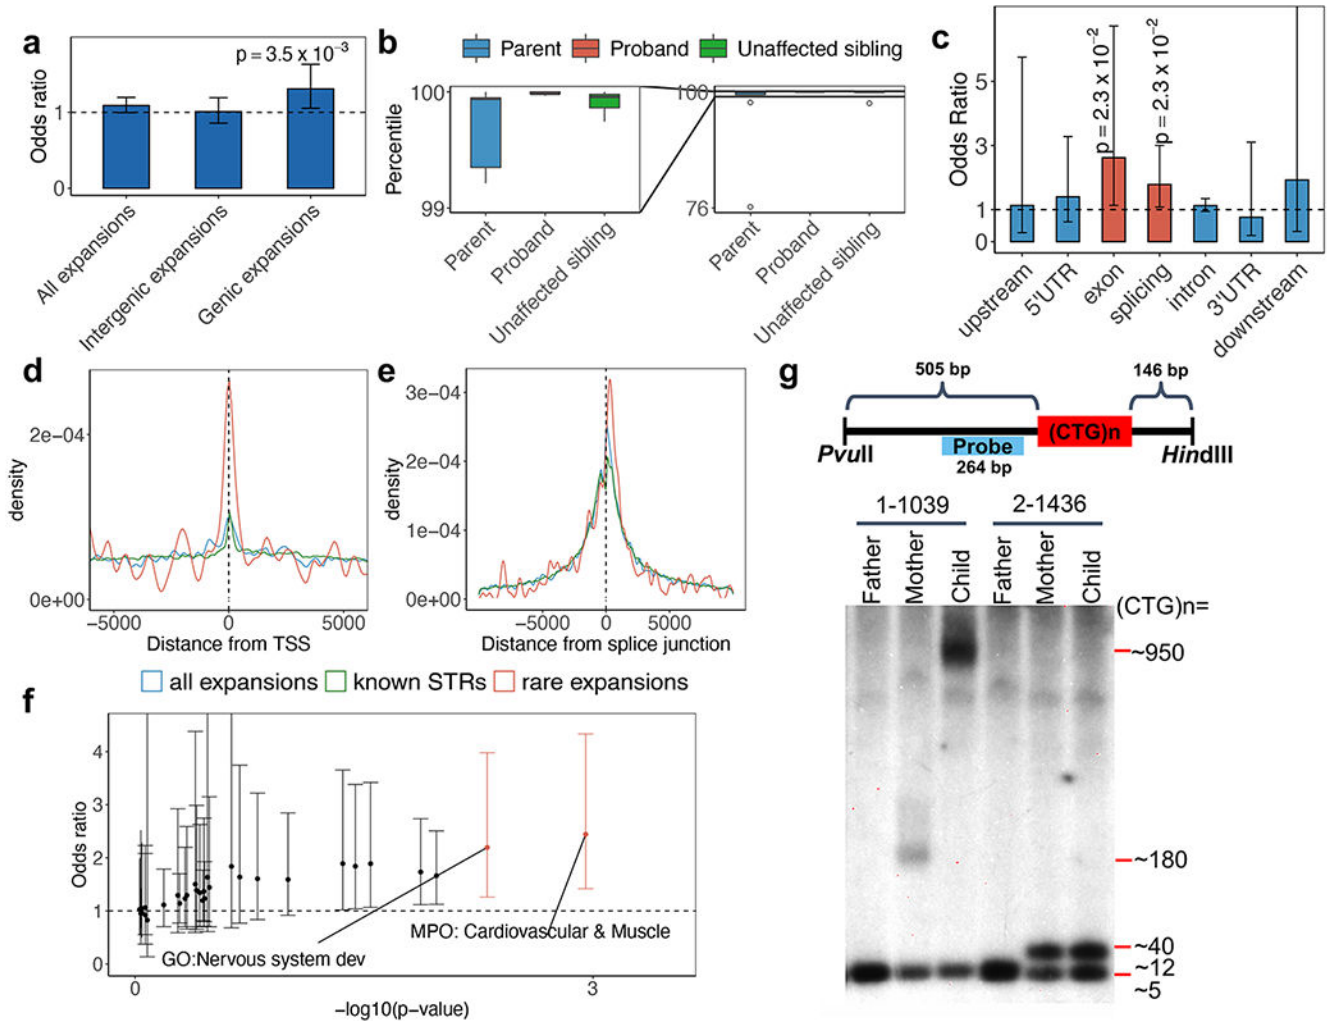 a
p = 3.5 x 10⁻³
Odds ratio
1
0
All expansions
Intergenic expansions
Genic expansions
b
Parent
Proband
Unaffected sibling
Percentile
100
99
Parent
Proband
Unaffected sibling
100
76
Parent
Proband
Unaffected sibling
c
Odds Ratio
5
3
1
0
p = 2.3 x 10⁻²
p = 2.3 x 10⁻²
upstream
5'UTR
exon
splicing
intron
3'UTR
downstream
d
density
2e−04
0e+00
−5000
0
5000
Distance from TSS
e
density
3e−04
2e−04
1e−04
0e+00
−5000
0
5000
Distance from splice junction
all expansions
known STRs
rare expansions
f
Odds ratio
4
3
2
1
0
MPO: Cardiovascular & Muscle
GO:Nervous system dev
0
3
−log10(p−value)
g
505 bp
146 bp
(CTG)n
Probe
PvuII
HindIII
264 bp
1-1039
2-1436
Father
Mother
Child
Father
Mother
Child
(CTG)n=
~950
~180
~40
~12
~5